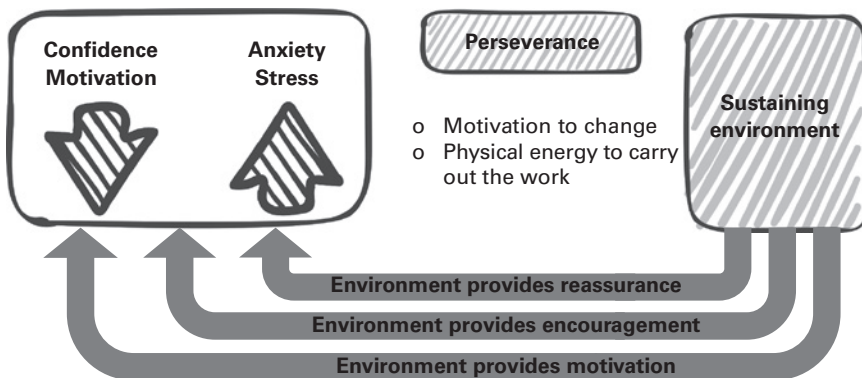 Confidence
Motivation
Anxiety
Stress
Perseverance
o Motivation to change
o Physical energy to carry
out the work
Sustaining
environment
Environment provides reassurance
Environment provides encouragement
Environment provides motivation